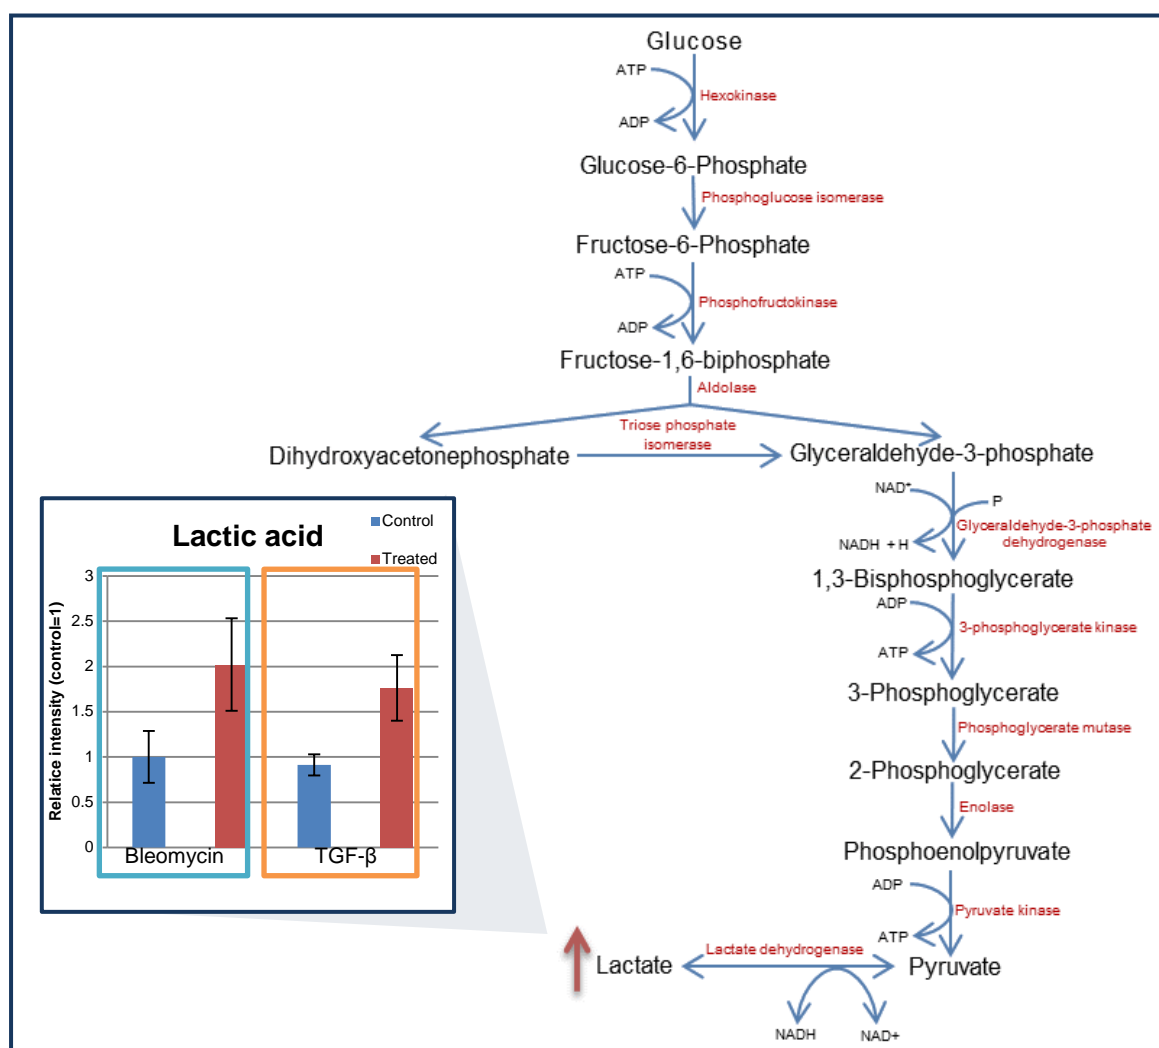 Glucose
ATP
Hexokinase
ADP
Glucose-6-Phosphate
Phosphoglucose isomerase
Fructose-6-Phosphate
ATP
Phosphofructokinase
ADP
Fructose-1,6-biphosphate
Aldolase
Triose phosphate
isomerase
Dihydroxyacetonephosphate
Glyceraldehyde-3-phosphate
NAD+
P
Glyceraldehyde-3-phosphate
dehydrogenase
NADH + H
1,3-Bisphosphoglycerate
ADP
3-phosphoglycerate kinase
ATP
3-Phosphoglycerate
Phosphoglycerate mutase
2-Phosphoglycerate
Enolase
Phosphoenolpyruvate
ADP
Pyruvate kinase
ATP
Lactate dehydrogenase
Lactate
Pyruvate
NADH
NAD+
Lactic acid
Control
Treated
Relatice intensity (control=1)
3
2.5
2
1.5
1
0.5
0
Bleomycin
TGF-β